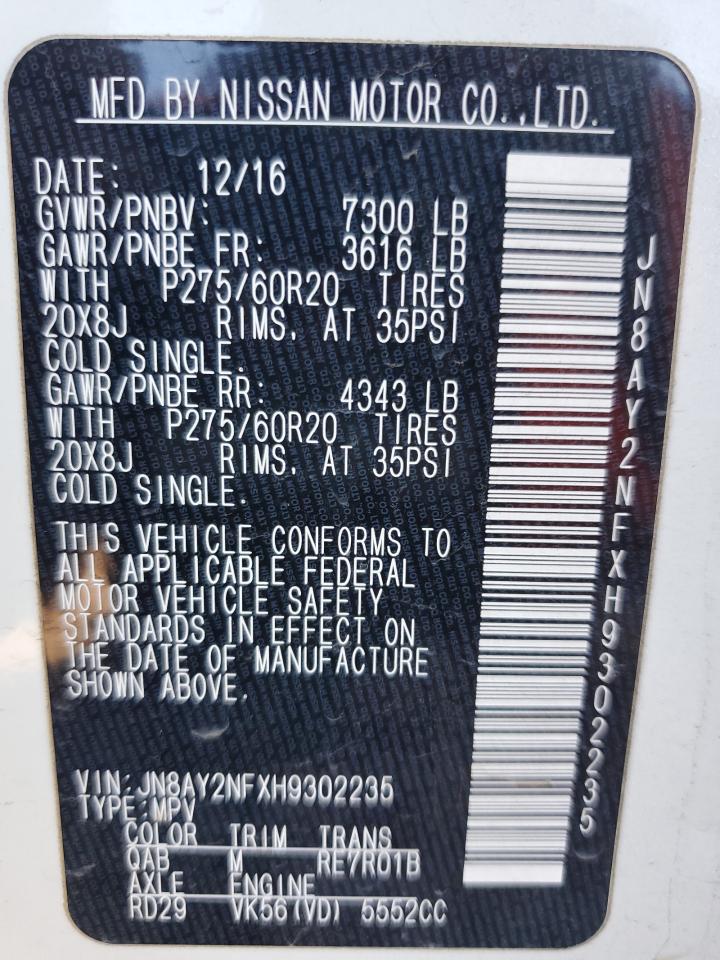 MFD BY NISSAN MOTOR CO.,LTD.
DATE: 12/16
GVWR/PNBV: 7300 LB
GAWR/PNBE FR: 3616 LB
WITH P275/60R20 TIRES
20X8J RIMS, AT 35PSI
COLD SINGLE.
GAWR/PNBE RR: 4343 LB
WITH P275/60R20 TIRES
20X8J RIMS, AT 35PSI
COLD SINGLE.
THIS VEHICLE CONFORMS TO
ALL APPLICABLE FEDERAL
MOTOR VEHICLE SAFETY
STANDARDS IN EFFECT ON
THE DATE OF MANUFACTURE
SHOWN ABOVE.
VIN:JN8AY2NFXH9302235
TYPE:MPV
COLOR TRIM TRANS
QAB M RE7R01B
AXLE ENGINE
RD29 VK56(VD) 5552CC
JN8AY2NFXH9302235